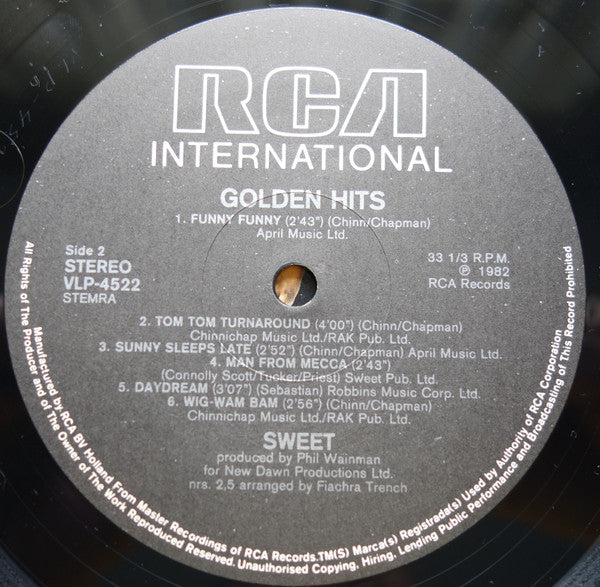 RCA
INTERNATIONAL
GOLDEN HITS
1. FUNNY FUNNY (2'43") (Chinn/Chapman)
April Music Ltd.
Side 2
STEREO
VLP-4522
STEMRA
33 1/3 R.P.M.
℗ 1982
RCA Records
2. TOM TOM TURNAROUND (4'00") (Chinn/Chapman)
Chinnichap Music Ltd./RAK Pub. Ltd.
3. SUNNY SLEEPS LATE (2'52") (Chinn/Chapman) April Music Ltd.
4. MAN FROM MECCA (2'43")
(Connolly Scott/Tucker/Priest) Sweet Pub. Ltd.
5. DAYDREAM (3'07") (Sebastian) Robbins Music Corp. Ltd.
6. WIG-WAM BAM (2'56") (Chinn/Chapman)
Chinnichap Music Ltd./RAK Pub. Ltd.
SWEET
produced by Phil Wainman
for New Dawn Productions Ltd.
nrs. 2,5 arranged by Fiachra Trench
Manufactured by RCA BV Holland From Master Recordings of RCA Records.TM(S) Marca(s) Registrada(s) Used by Authority of RCA Corporation
All Rights of The Producer and of The Owner of The Work Reproduced Reserved. Unauthorised Copying, Hiring, Lending Public Performance and Broadcasting of This Record Prohibited